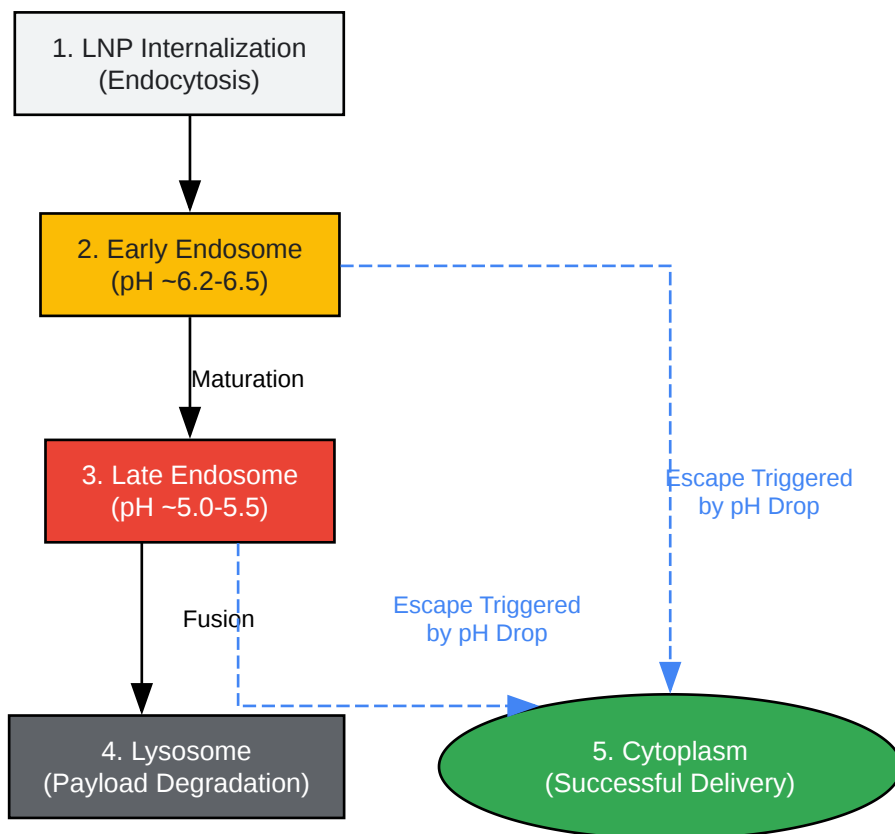 1. LNP Internalization
(Endocytosis)
2. Early Endosome
(pH ~6.2-6.5)
Maturation
3. Late Endosome
(pH ~5.0-5.5)
Escape Triggered
by pH Drop
Fusion
Escape Triggered
by pH Drop
4. Lysosome
(Payload Degradation)
5. Cytoplasm
(Successful Delivery)